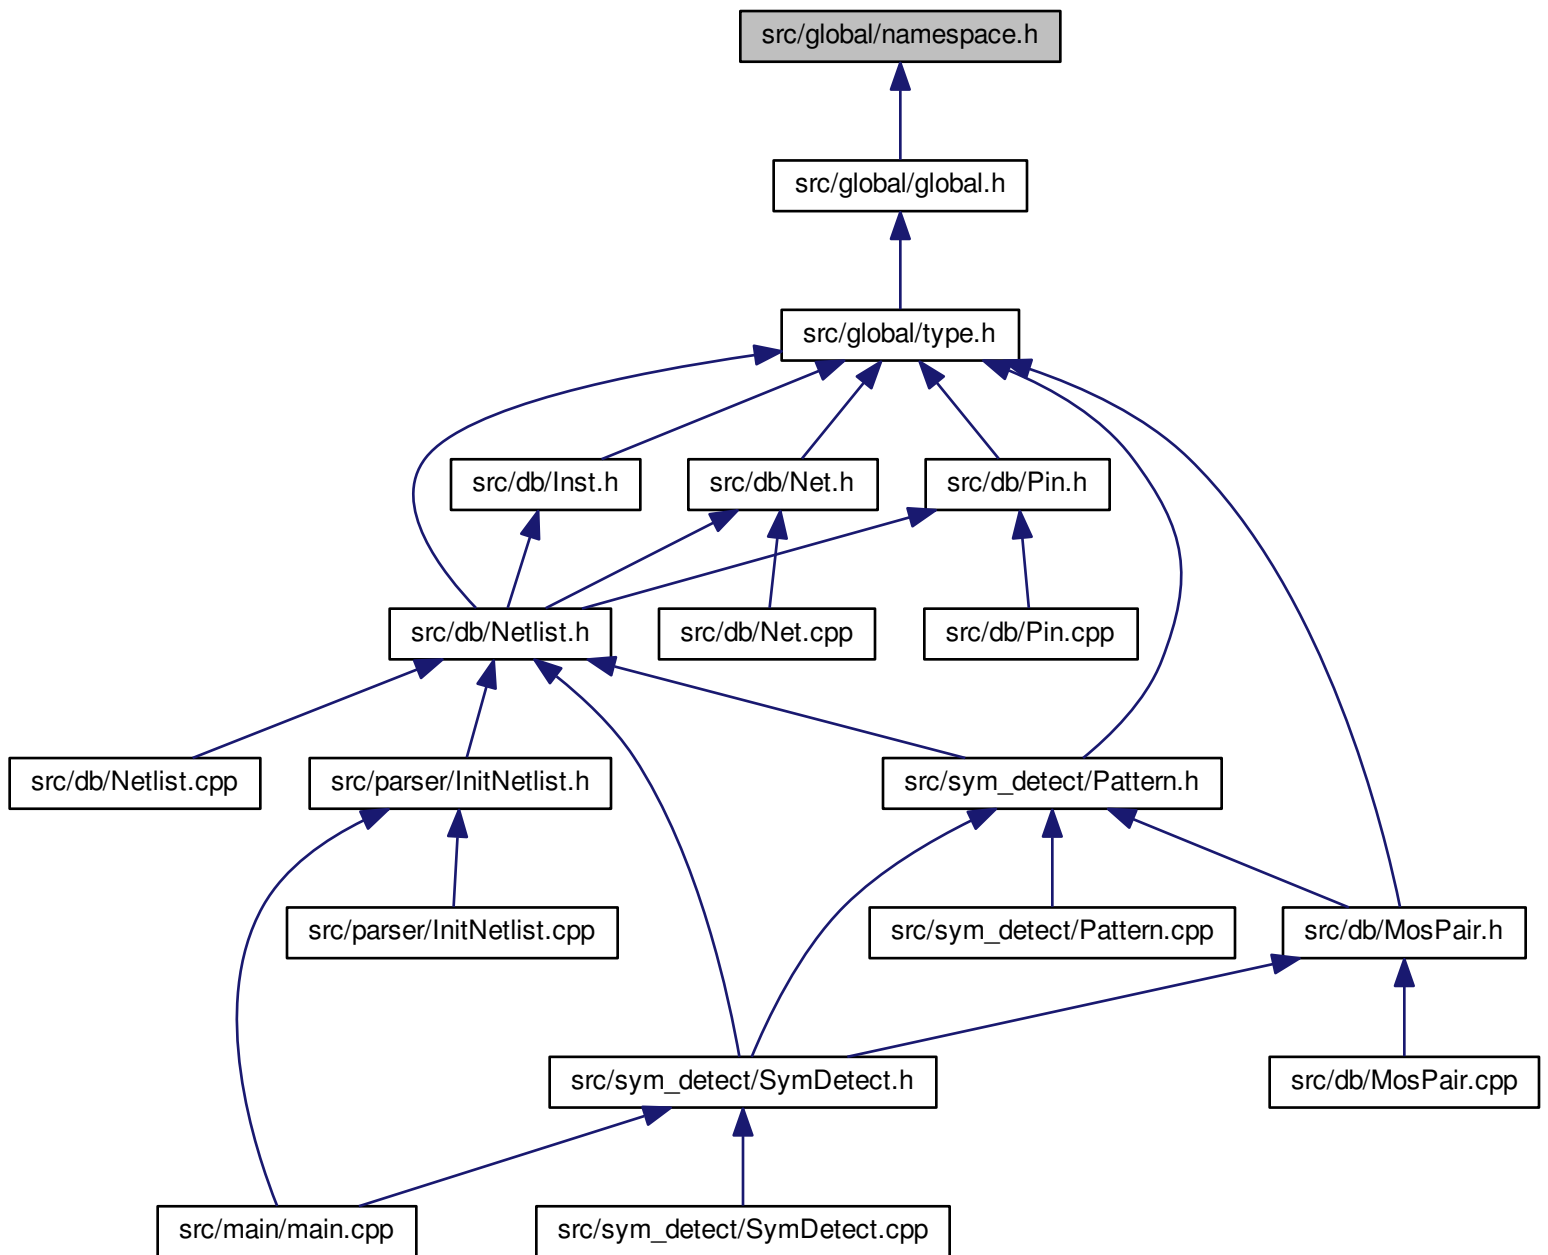 src/global/namespace.h
src/global/global.h
src/global/type.h
src/db/Inst.h
src/db/Net.h
src/db/Pin.h
src/db/Netlist.h
src/db/Net.cpp
src/db/Pin.cpp
src/db/Netlist.cpp
src/parser/InitNetlist.h
src/sym_detect/Pattern.h
src/parser/InitNetlist.cpp
src/sym_detect/Pattern.cpp
src/db/MosPair.h
src/sym_detect/SymDetect.h
src/db/MosPair.cpp
src/main/main.cpp
src/sym_detect/SymDetect.cpp